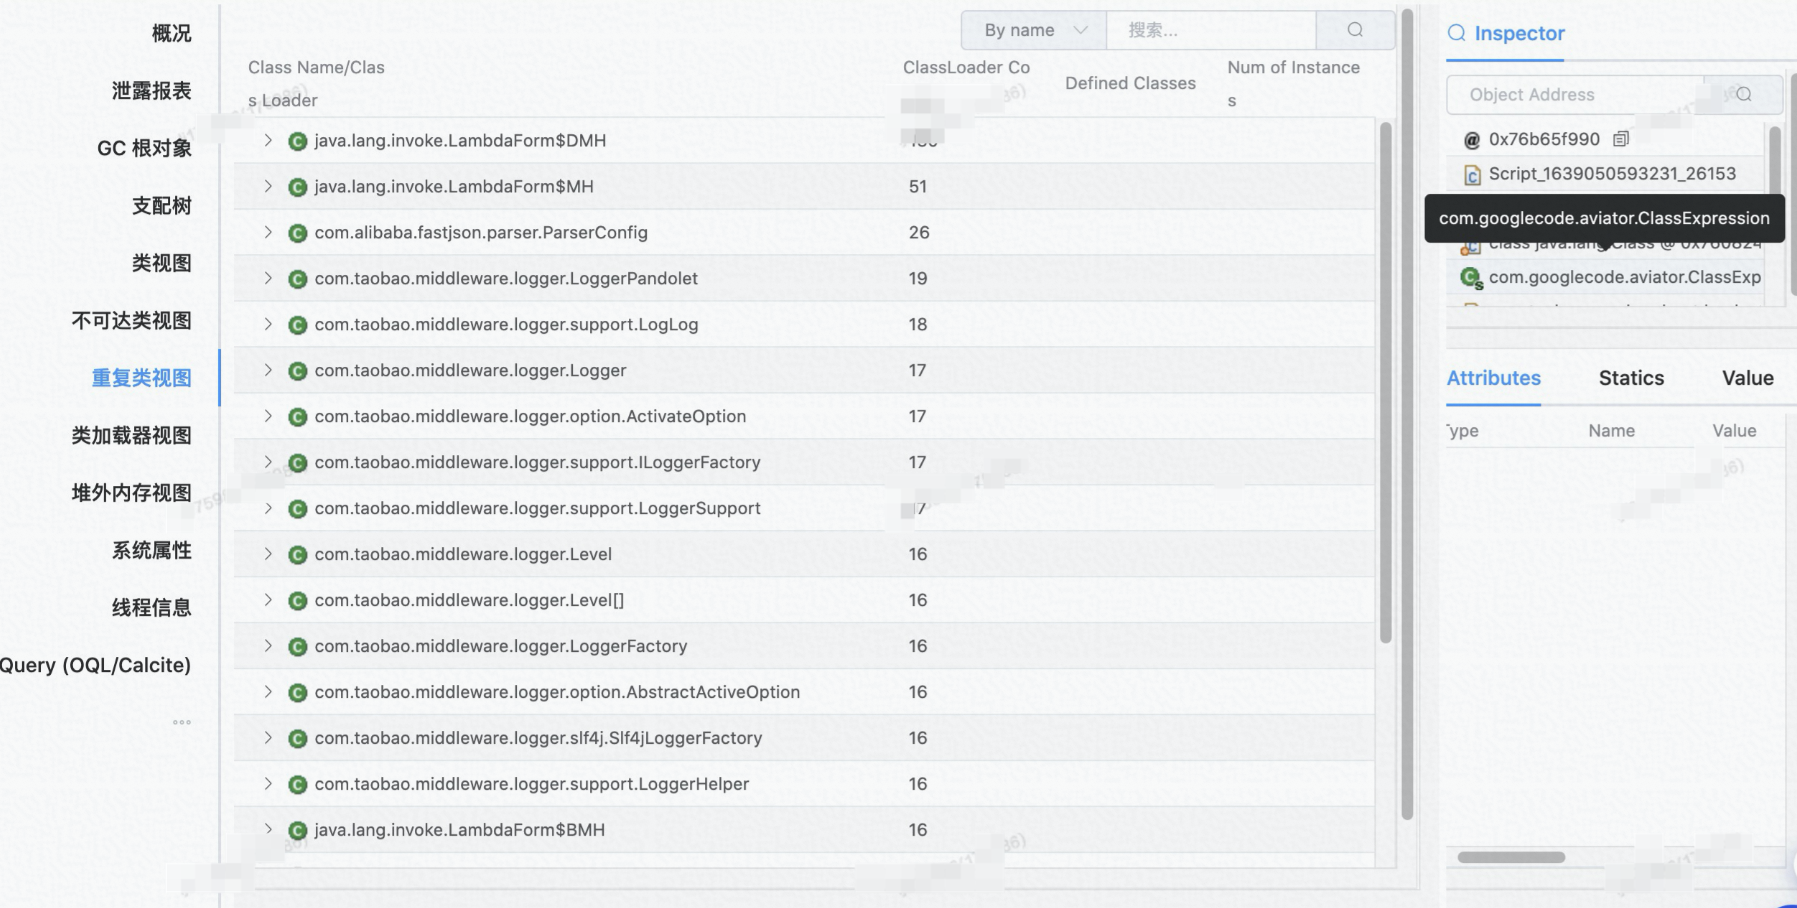 概况
泄露报表
GC 根对象
支配树
类视图
不可达类视图
重复类视图
类加载器视图
堆外内存视图
系统属性
线程信息
Query (OQL/Calcite)
By name
搜索...
Class Name/Clas
s Loader
ClassLoader Co
Defined Classes
Num of Instance
s
java.lang.invoke.LambdaForm$DMH
java.lang.invoke.LambdaForm$MH 51
com.alibaba.fastjson.parser.ParserConfig 26
com.taobao.middleware.logger.LoggerPandolet 19
com.taobao.middleware.logger.support.LogLog 18
com.taobao.middleware.logger.Logger 17
com.taobao.middleware.logger.option.ActivateOption 17
com.taobao.middleware.logger.support.ILoggerFactory 17
com.taobao.middleware.logger.support.LoggerSupport
com.taobao.middleware.logger.Level 16
com.taobao.middleware.logger.Level[] 16
com.taobao.middleware.logger.LoggerFactory 16
com.taobao.middleware.logger.option.AbstractActiveOption 16
com.taobao.middleware.logger.slf4j.Slf4jLoggerFactory 16
com.taobao.middleware.logger.support.LoggerHelper 16
java.lang.invoke.LambdaForm$BMH 16
Inspector
Object Address
0x76b65f990
Script_1639050593231_26153
com.googlecode.aviator.ClassExpression
class java.lang.Class @ 0x760824
com.googlecode.aviator.ClassExp
Attributes Statics Value
Type Name Value